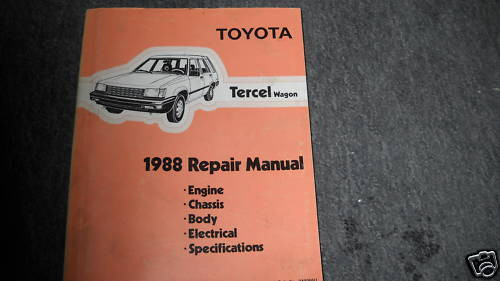 TOYOTA
Tercel Wagon
1988 Repair Manual
· Engine
· Chassis
· Body
· Electrical
· Specifications